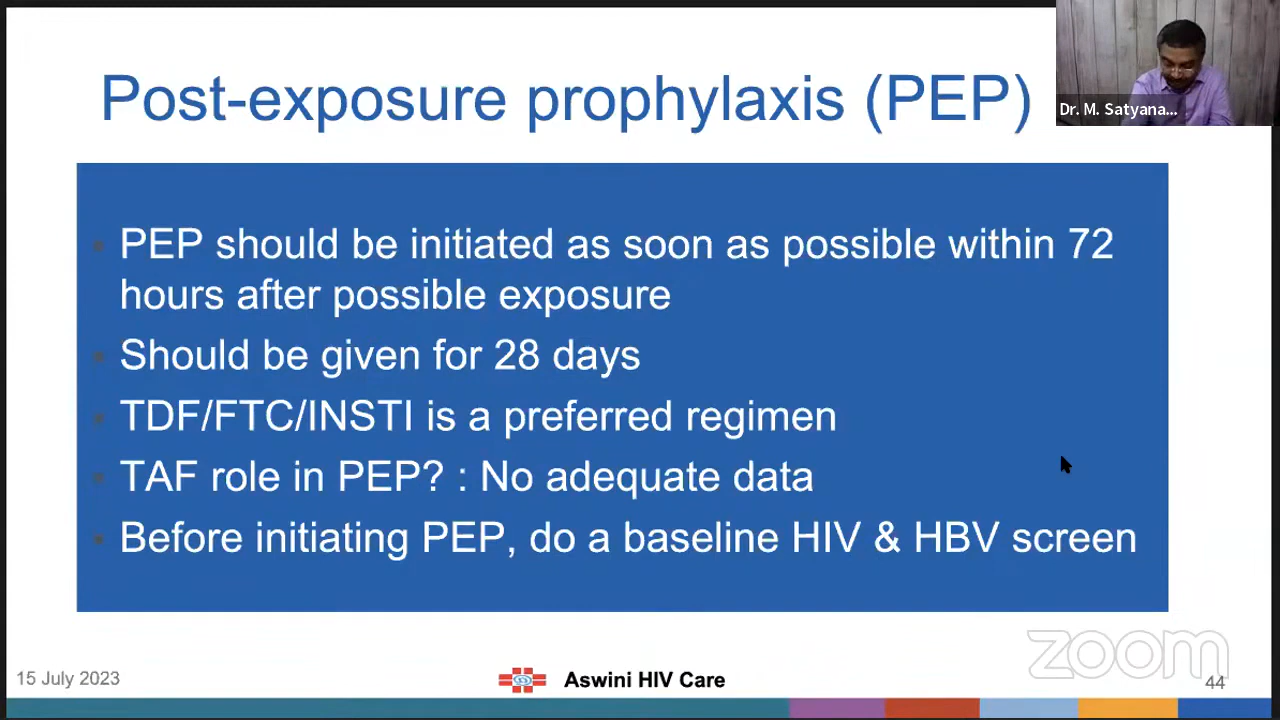 Post-exposure prophylaxis (PEP)
Dr. M. Satyana...
PEP should be initiated as soon as possible within 72
hours after possible exposure
Should be given for 28 days
TDF/FTC/INSTI is a preferred regimen
TAF role in PEP? : No adequate data
Before initiating PEP, do a baseline HIV & HBV screen
zoom
15 July 2023
Aswini HIV Care
44